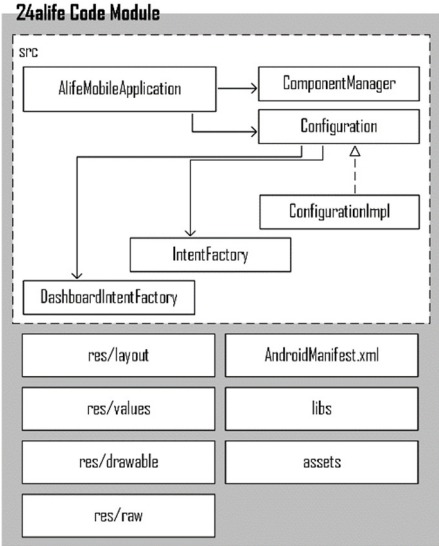 24alife Code Module
src
AlifeMobileApplication
ComponentManager
Configuration
ConfigurationImpl
IntentFactory
DashboardIntentFactory
res/layout
AndroidManifest.xml
res/values
libs
res/drawable
assets
res/raw